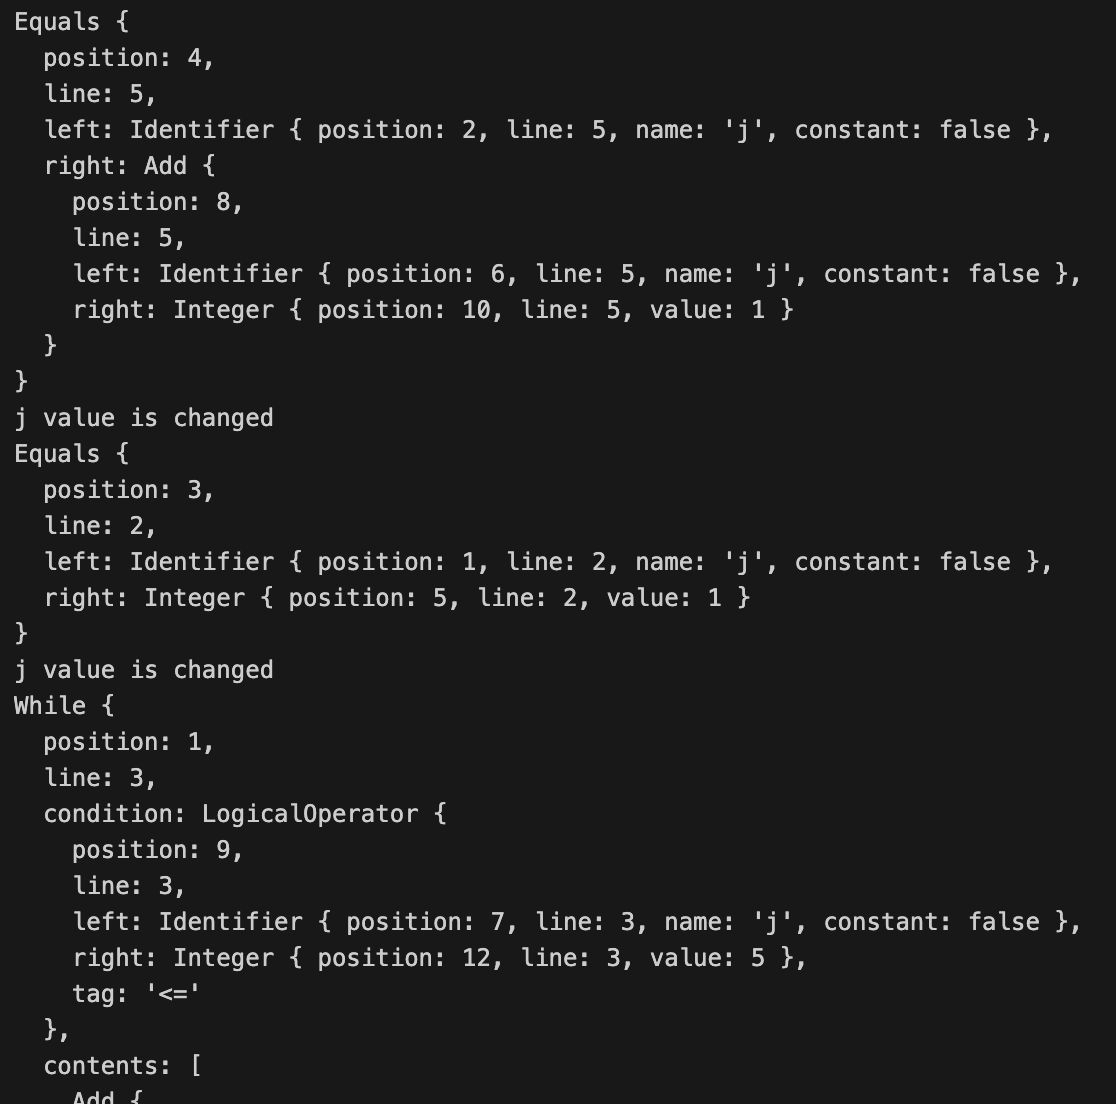 Equals {
  position: 4,
  line: 5,
  left: Identifier { position: 2, line: 5, name: 'j', constant: false },
  right: Add {
    position: 8,
    line: 5,
    left: Identifier { position: 6, line: 5, name: 'j', constant: false },
    right: Integer { position: 10, line: 5, value: 1 }
  }
}
j value is changed
Equals {
  position: 3,
  line: 2,
  left: Identifier { position: 1, line: 2, name: 'j', constant: false },
  right: Integer { position: 5, line: 2, value: 1 }
}
j value is changed
While {
  position: 1,
  line: 3,
  condition: LogicalOperator {
    position: 9,
    line: 3,
    left: Identifier { position: 7, line: 3, name: 'j', constant: false },
    right: Integer { position: 12, line: 3, value: 5 },
    tag: '<='
  },
  contents: [
    Add {